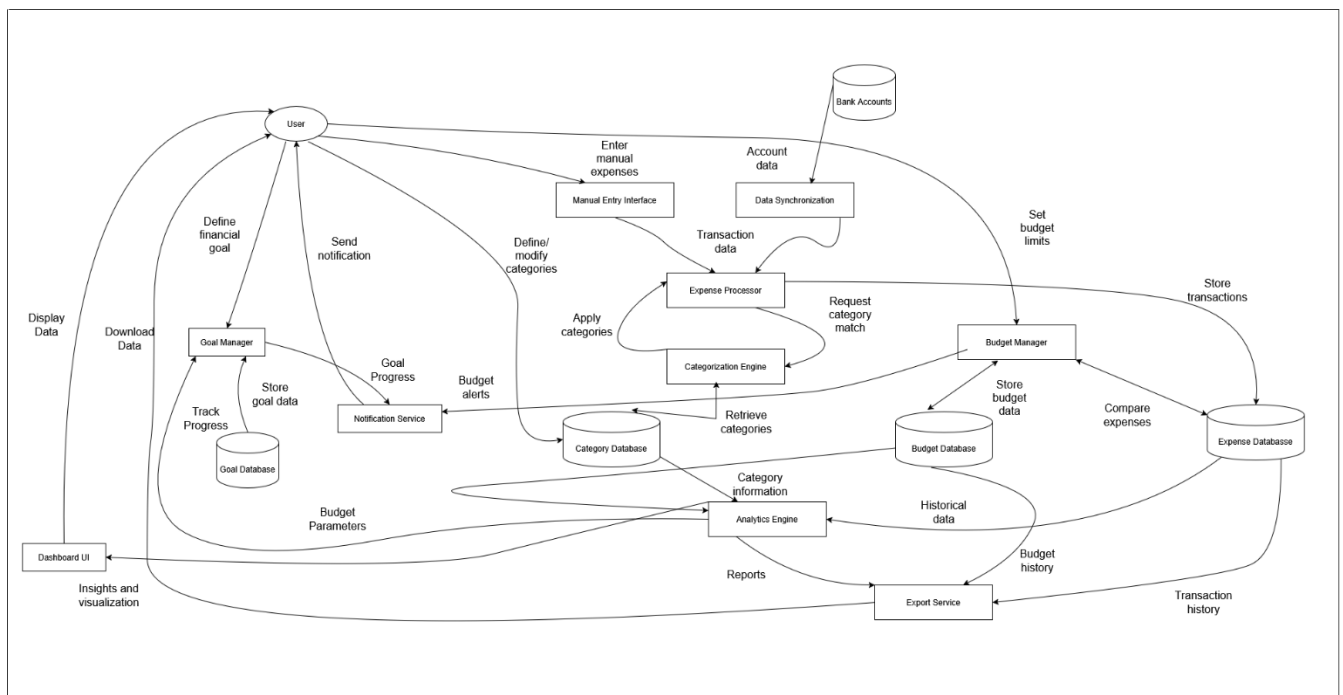 Bank Accounts
User
Enter
manual
expenses
Account
data
Manual Entry Interface
Data Synchronization
Define
financial
goal
Send
notification
Define/
modify
categories
Transaction
data
Set
budget
limits
Expense Processor
Store
transactions
Display
Data
Download
Data
Apply
categories
Request
category
match
Goal Manager
Budget Manager
Goal
Progress
Categorization Engine
Store
goal data
Budget
alerts
Store
budget
data
Track
Progress
Notification Service
Retrieve
categories
Compare
expenses
Goal Database
Category Database
Budget Database
Expense Databasse
Category
information
Historical
data
Budget
Parameters
Analytics Engine
Dashboard UI
Insights and
visualization
Reports
Budget
history
Export Service
Transaction
history